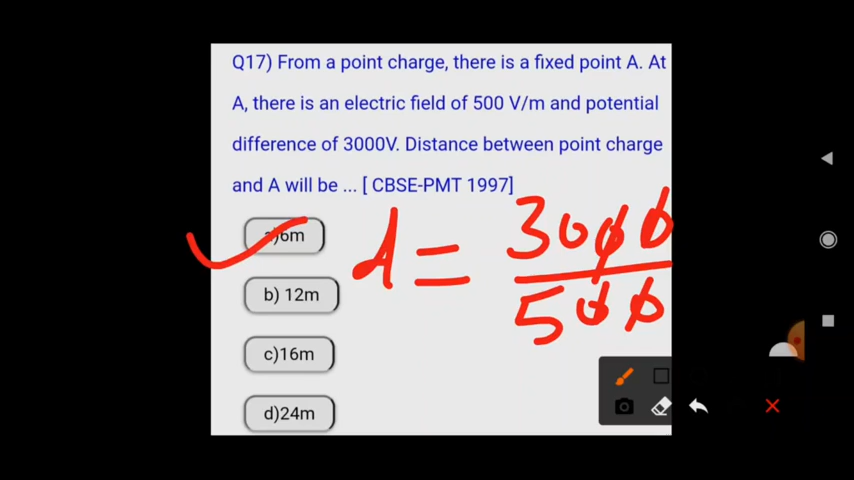 Q17) From a point charge, there is a fixed point A. At
A, there is an electric field of 500 V/m and potential
difference of 3000V. Distance between point charge
and A will be ... [ CBSE-PMT 1997]
a)6m
b) 12m
c)16m
d)24m
d = 3000
500